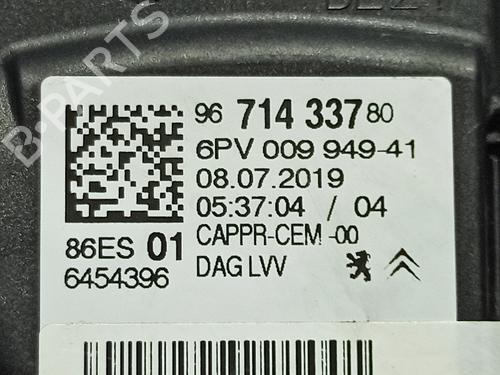 B-PARTS
96 714 337 80
6PV 009 949-41
08.07.2019
05:37:04 / 04
86ES 01 CAPPR-CEM -00
6454396 DAG LVV